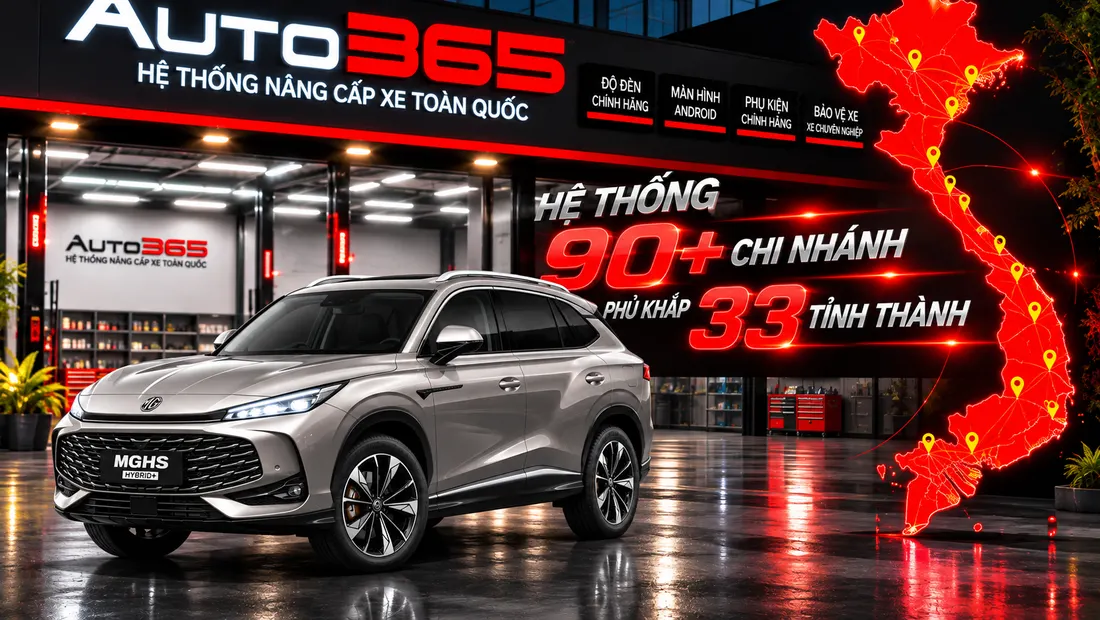 AUTO365
HỆ THỐNG NÂNG CẤP XE TOÀN QUỐC
ĐỘ ĐÈN
CHÍNH HÃNG
MÀN HÌNH
ANDROID
PHỤ KIỆN
CHÍNH HÃNG
BẢO VỆ XE
XE CHUYÊN NGHIỆP
AUTO365
HỆ THỐNG NÂNG CẤP XE TOÀN QUỐC
HỆ THỐNG
90+ CHI NHÁNH
PHỦ KHẮP 33 TỈNH THÀNH
MG
MGHS
HYBRID+